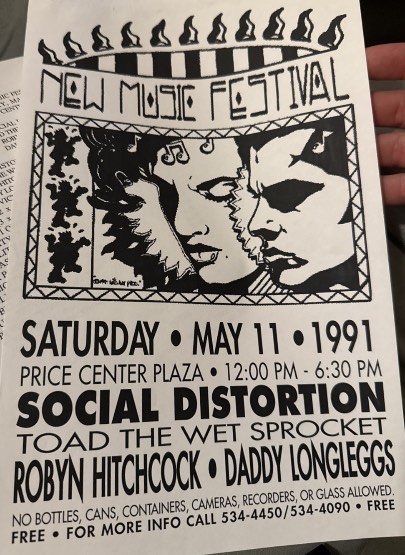 NEW MUSIC FESTIVAL
SATURDAY • MAY 11 • 1991
PRICE CENTER PLAZA • 12:00 PM - 6:30 PM
SOCIAL DISTORTION
TOAD THE WET SPROCKET
ROBYN HITCHCOCK • DADDY LONGLEGGS
NO BOTTLES, CANS, CONTAINERS, CAMERAS, RECORDERS, OR GLASS ALLOWED.
FREE • FOR MORE INFO CALL 534-4450/534-4090 • FREE